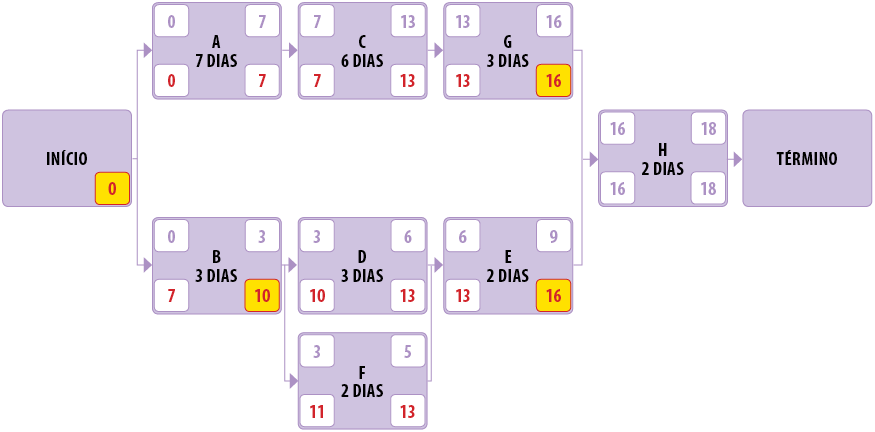 0 7
A
7 DIAS
0 7
7 13
C
6 DIAS
7 13
13 16
G
3 DIAS
13 16
INÍCIO
0
16 18
H
2 DIAS
16 18
TÉRMINO
0 3
B
3 DIAS
7 10
3 6
D
3 DIAS
10 13
6 9
E
2 DIAS
13 16
3 5
F
2 DIAS
11 13